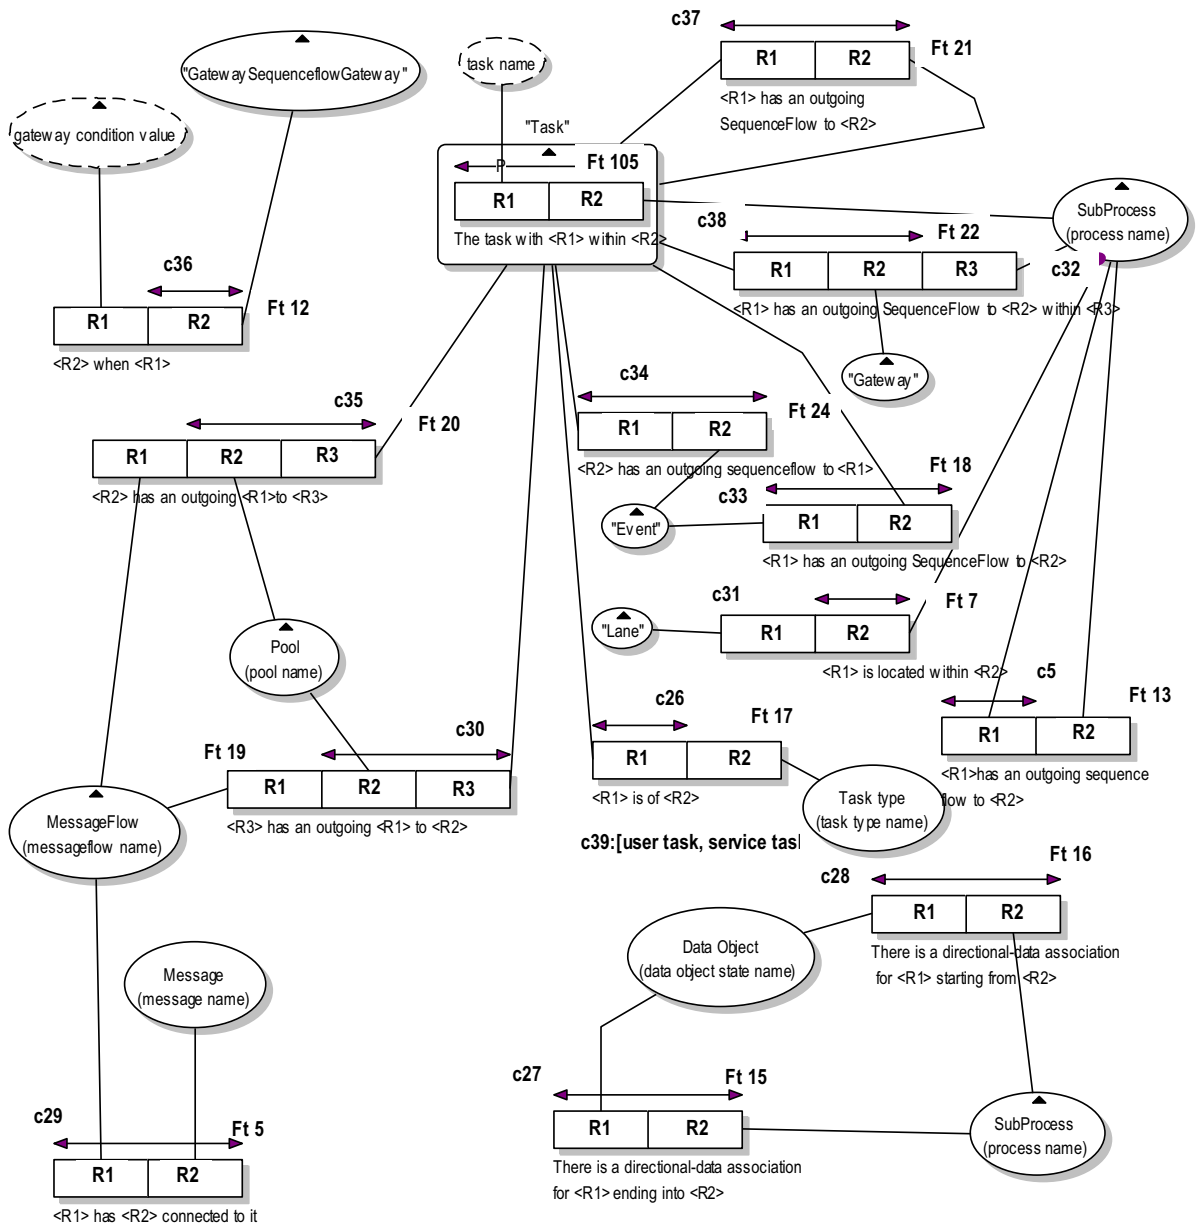 c37
Ft 21
R1 R2
<R1> has an outgoing
SequenceFlow to <R2>
"GatewaySequenceflowGateway"
task name
gateway condition value
"Task"
P
Ft 105
R1 R2
The task with <R1> within <R2>
SubProcess
(process name)
c38
Ft 22
c32
R1 R2 R3
<R1> has an outgoing SequenceFlow to <R2> within <R3>
"Gateway"
c36
Ft 12
R1 R2
<R2> when <R1>
c35
Ft 20
R1 R2 R3
<R2> has an outgoing <R1>to <R3>
c34
Ft 24
R1 R2
<R2> has an outgoing sequenceflow to <R1>
"Event"
c33
Ft 18
R1 R2
<R1> has an outgoing SequenceFlow to <R2>
c31
Ft 7
"Lane"
R1 R2
<R1> is located within <R2>
Pool
(pool name)
c5
Ft 13
R1 R2
<R1>has an outgoing sequence
flow to <R2>
c26
Ft 17
R1 R2
<R1> is of <R2>
Task type
(task type name)
c39:[user task, service tas
c30
Ft 19
R1 R2 R3
<R3> has an outgoing <R1> to <R2>
MessageFlow
(messageflow name)
c28
Ft 16
R1 R2
There is a directional-data association
for <R1> starting from <R2>
Data Object
(data object state name)
Message
(message name)
c27
Ft 15
R1 R2
There is a directional-data association
for <R1> ending into <R2>
SubProcess
(process name)
c29
Ft 5
R1 R2
<R1> has <R2> connected to it